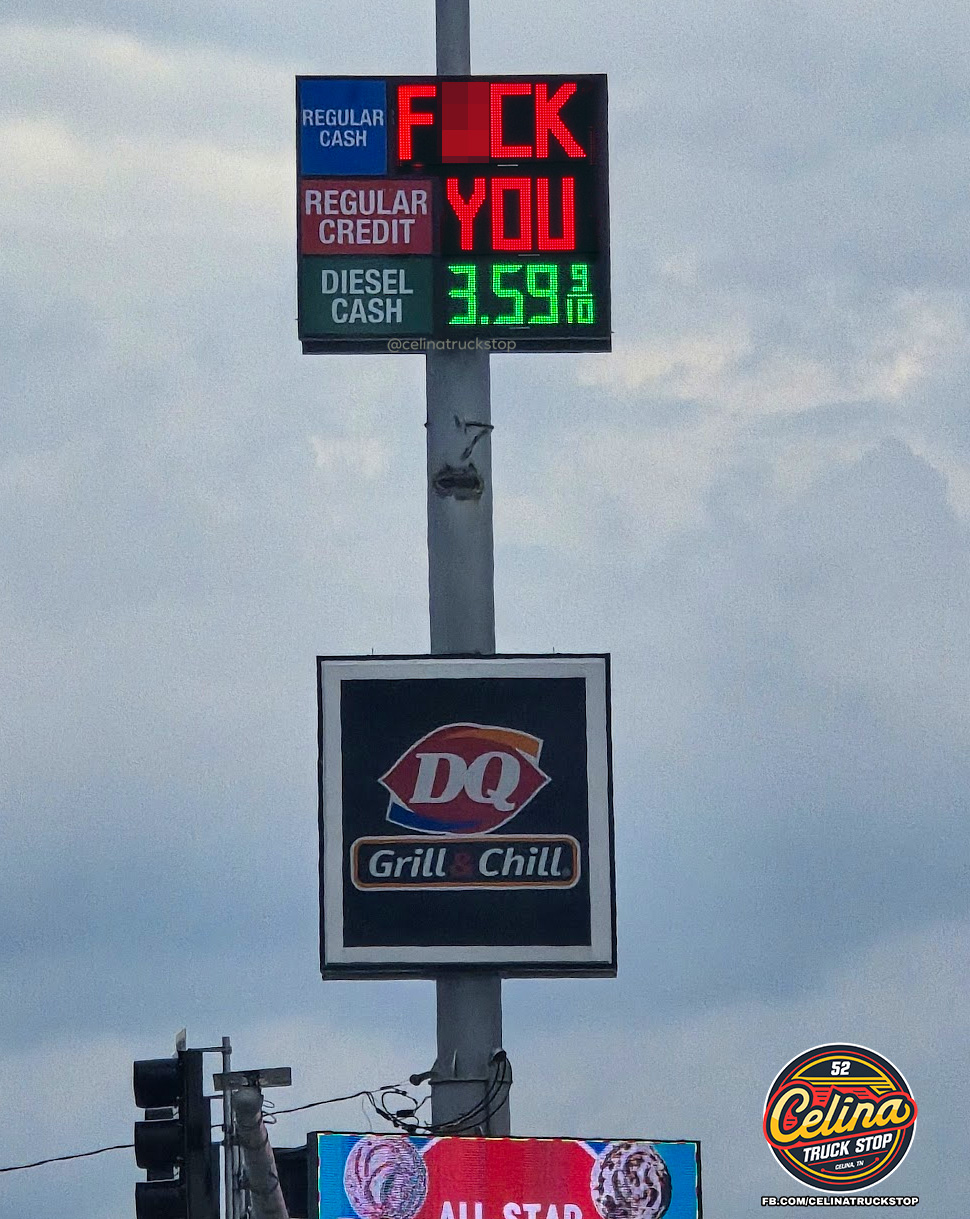 REGULAR
CASH
F CK
REGULAR
CREDIT
YOU
DIESEL
CASH
3.59 9/10
@celinatruckstop
DQ
Grill & Chill
ALL STAR
52
Celina
TRUCK STOP
CELINA, TN
FB.COM/CELINATRUCKSTOP